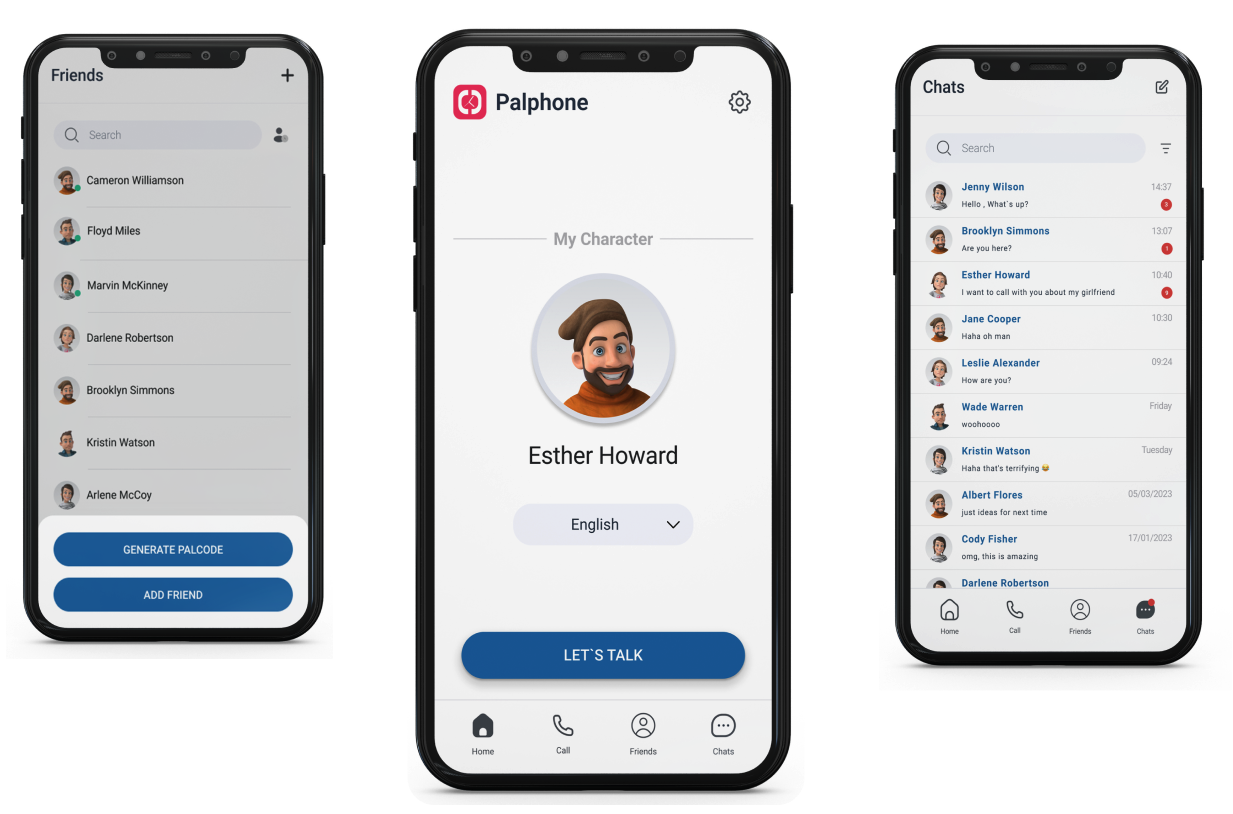 Friends
Search
Cameron Williamson
Floyd Miles
Marvin McKinney
Darlene Robertson
Brooklyn Simmons
Kristin Watson
Arlene McCoy
GENERATE PALCODE
ADD FRIEND
Palphone
My Character
Esther Howard
English
LET`S TALK
Home Call Friends Chats
Chats
Search
Jenny Wilson 14:37
Hello , What`s up? 3
Brooklyn Simmons 13:07
Are you here? 1
Esther Howard 10:40
I want to call with you about my girlfriend 9
Jane Cooper 10:30
Haha oh man
Leslie Alexander 09:24
How are you?
Wade Warren Friday
woohoooo
Kristin Watson Tuesday
Haha that's terrifying 😂
Albert Flores 05/03/2023
just ideas for next time
Cody Fisher 17/01/2023
omg, this is amazing
Darlene Robertson
Home Call Friends Chats